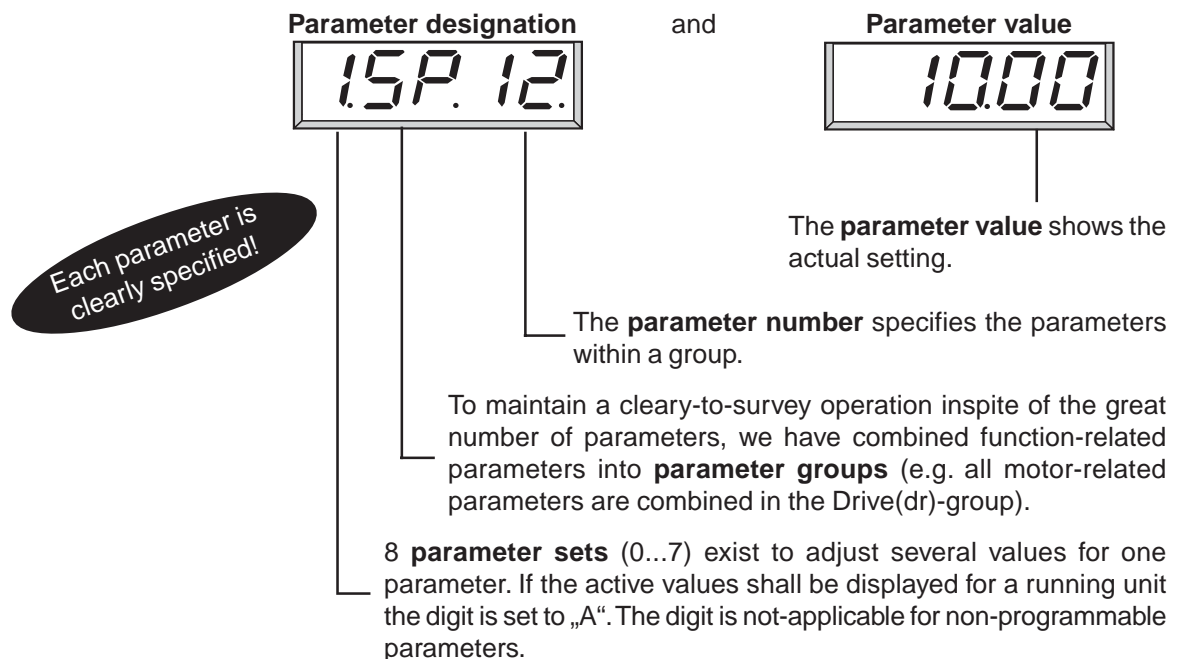 Parameter designation and Parameter value
1.SP. 12. 10.00
Each parameter is
clearly specified!
The parameter value shows the
actual setting.
The parameter number specifies the parameters
within a group.
To maintain a cleary-to-survey operation inspite of the great
number of parameters, we have combined function-related
parameters into parameter groups (e.g. all motor-related
parameters are combined in the Drive(dr)-group).
8 parameter sets (0...7) exist to adjust several values for one
parameter. If the active values shall be displayed for a running unit
the digit is set to „A“. The digit is not-applicable for non-programmable
parameters.